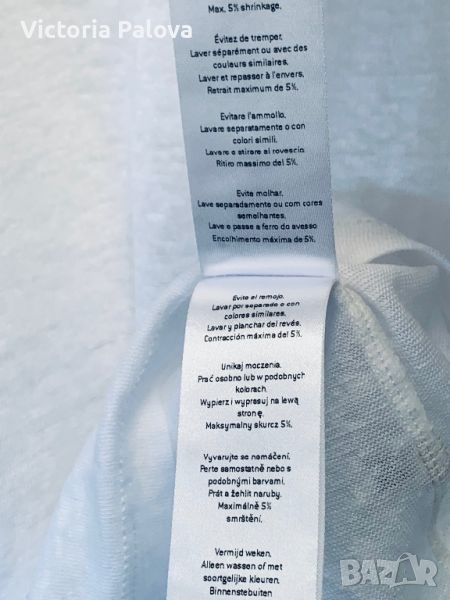 Victoria Palova
Max. 5% shrinkage.
Évitez de tremper.
Laver séparément ou avec des
couleurs similaires.
Laver et repasser à l'envers.
Retrait maximum de 5%.
Evitare l'ammollo.
Lavare separatamente o con
colori simili.
Lavare e stirare al rovescio.
Ritiro massimo del 5%.
Evite molhar.
Lave separadamente ou com cores
semelhantes.
Lave e passe a ferro do avesso
Encolhimento máxima de 5%.
Evite el remojo.
Lavar por separado o con
colores similares.
Lavar y planchar del revés.
Contracción máxima del 5%.
Unikaj moczenia.
Prać osobno lub w podobnych
kolorach.
Wypierz i wyprasuj na lewą
stronę.
Maksymalny skurcz 5%.
Vyvarujte se namáčení.
Perte samostatně nebo s
podobnými barvami.
Prát a žehlit naruby.
Maximálně 5%
smrštění.
Vermijd weken.
Alleen wassen of met
soortgelijke kleuren.
Binnenstebuiten
BAZAR